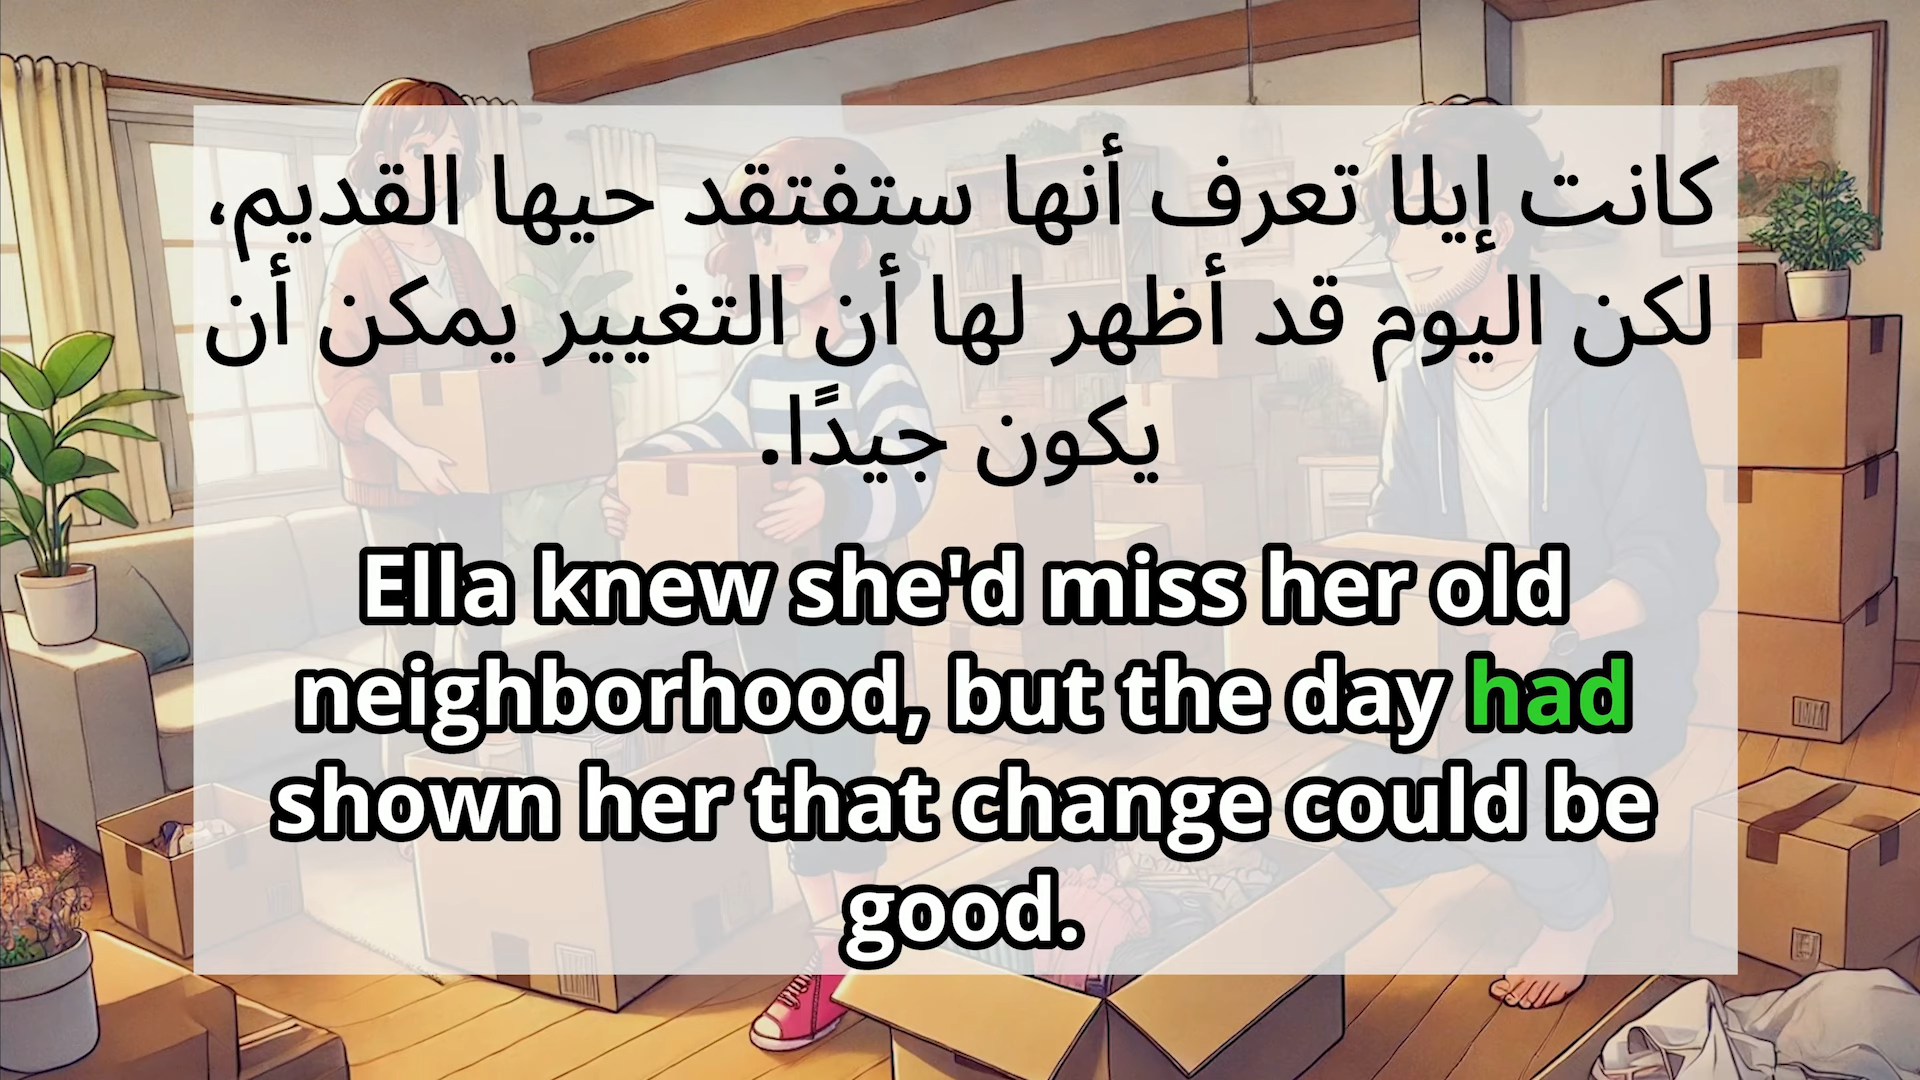 كانت إيلا تعرف أنها ستفتقد حيها القديم،
لكن اليوم قد أظهر لها أن التغيير يمكن أن
يكون جيدًا.
Ella knew she'd miss her old
neighborhood, but the day had
shown her that change could be
good.